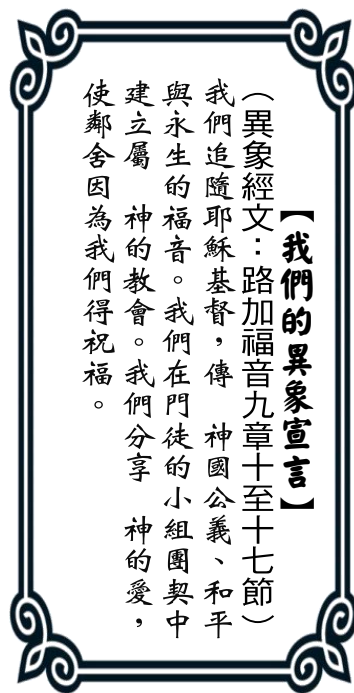 【我們的異象宣言】
（異象經文：路加福音九章十至十七節）
我們追隨耶穌基督，傳　神國公義、和平
與永生的福音。我們在門徒的小組團契中
建立屬　神的教會。我們分享　神的愛，
使鄰舍因為我們得祝福。